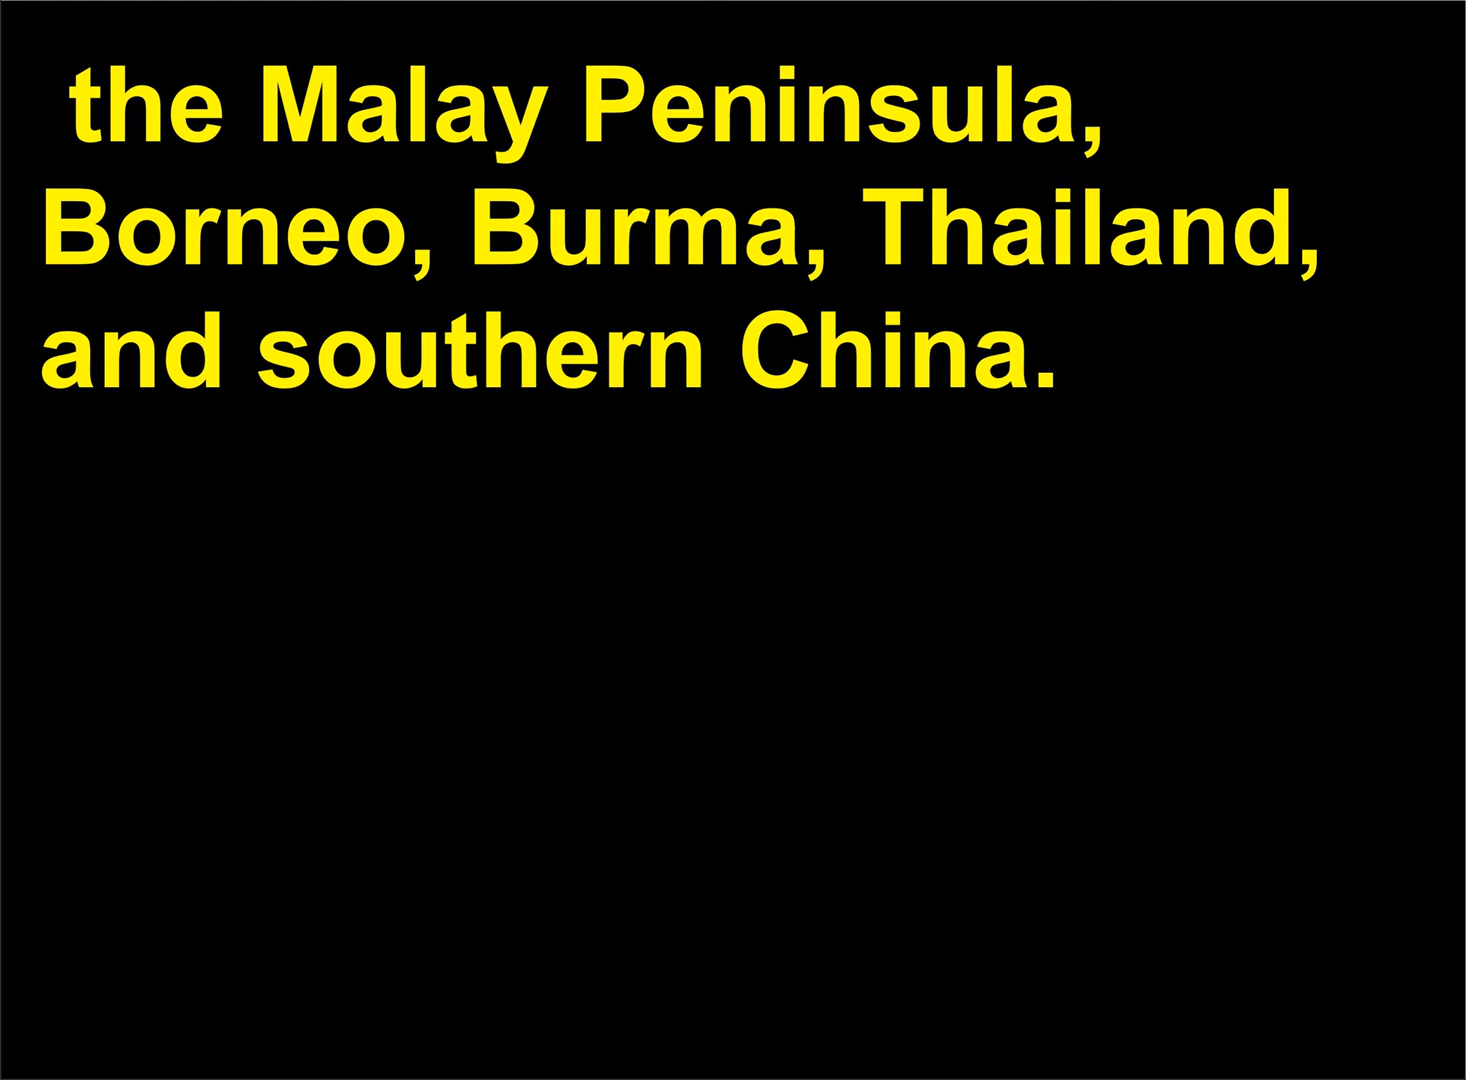 the Malay Peninsula,
Borneo, Burma, Thailand,
and southern China.